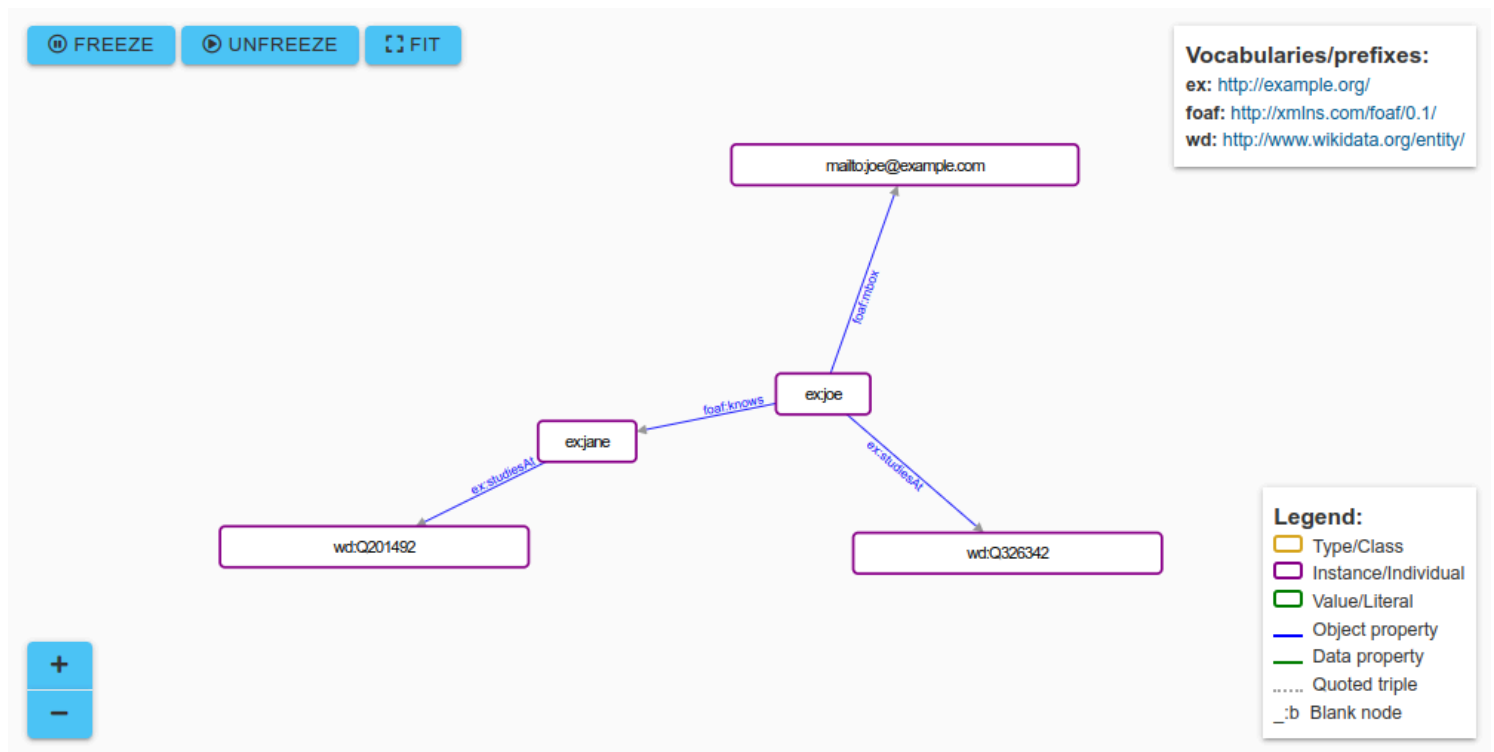 FREEZE
UNFREEZE
FIT
Vocabularies/prefixes:
ex: http://example.org/
foaf: http://xmlns.com/foaf/0.1/
wd: http://www.wikidata.org/entity/
mailto:joe@example.com
foaf:mbox
ex:joe
foaf:knows
ex:jane
ex:studiesAt
ex:studiesAt
wd:Q201492
wd:Q326342
Legend:
Type/Class
Instance/Individual
Value/Literal
Object property
Data property
Quoted triple
_:b Blank node
+
−